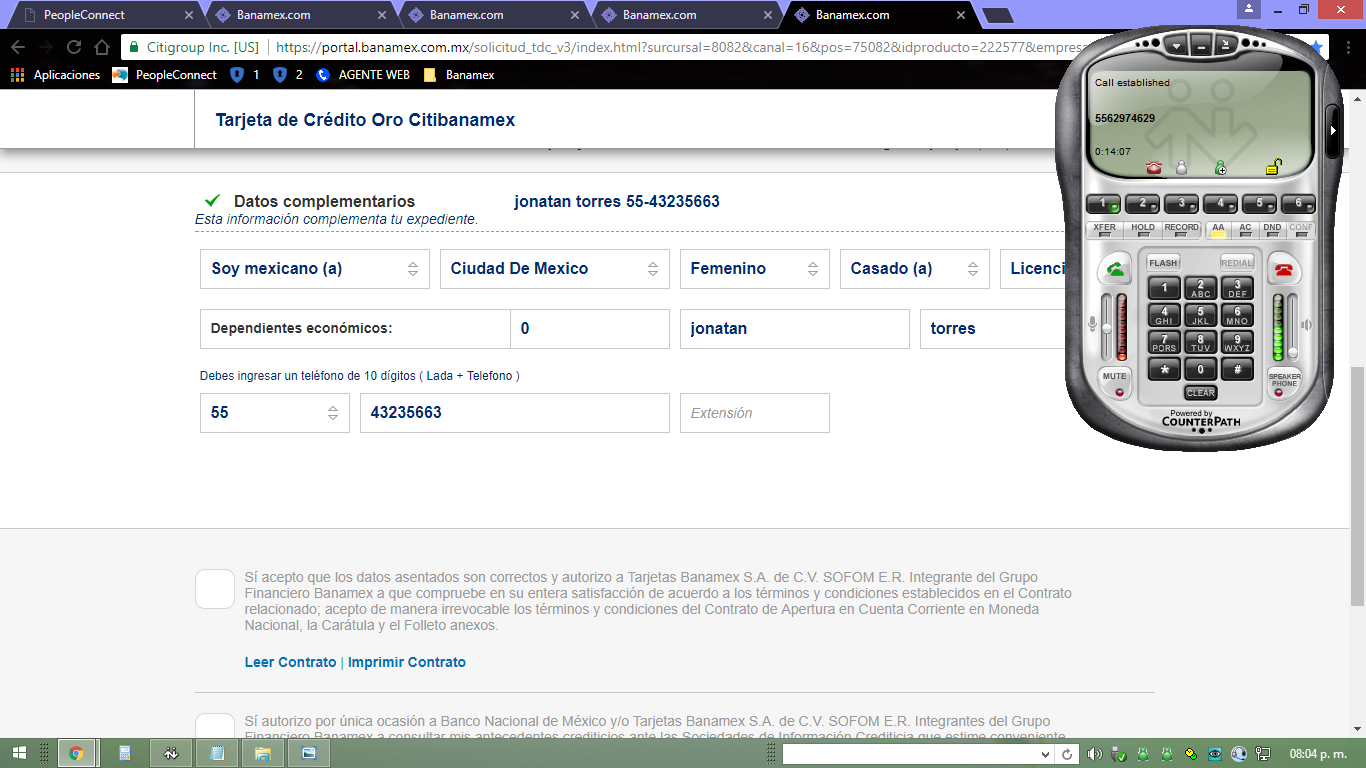 PeopleConnect
Banamex.com
Banamex.com
Banamex.com
Banamex.com
Citigroup Inc. [US]
https://portal.banamex.com.mx/solicitud_tdc_v3/index.html?surcursal=8082&canal=16&pos=75082&idproducto=222577&empresa
Aplicaciones
PeopleConnect
1
2
AGENTE WEB
Banamex
Tarjeta de Crédito Oro Citibanamex
Datos complementarios
jonatan torres 55-43235663
Esta información complementa tu expediente.
Soy mexicano (a)
Ciudad De Mexico
Femenino
Casado (a)
Licenci
Dependientes económicos:
0
jonatan
torres
Debes ingresar un teléfono de 10 dígitos ( Lada + Telefono )
55
43235663
Extensión
Sí acepto que los datos asentados son correctos y autorizo a Tarjetas Banamex S.A. de C.V. SOFOM E.R. Integrante del Grupo
Financiero Banamex a que compruebe en su entera satisfacción de acuerdo a los términos y condiciones establecidos en el Contrato
relacionado; acepto de manera irrevocable los términos y condiciones del Contrato de Apertura en Cuenta Corriente en Moneda
Nacional, la Carátula y el Folleto anexos.
Leer Contrato | Imprimir Contrato
Sí autorizo por única ocasión a Banco Nacional de México y/o Tarjetas Banamex S.A. de C.V. SOFOM E.R. Integrantes del Grupo
Financiero Banamex a consultar mis antecedentes crediticios ante las Sociedades de Información Crediticia que estime conveniente
Call established
5562974629
0:14:07
1 2 3 4 5 6
XFER HOLD RECORD AA AC DND CONF
FLASH
REDIAL
1 2 ABC 3 DEF
4 GHI 5 JKL 6 MNO
7 PQRS 8 TUV 9 WXYZ
* 0 #
MUTE
SPEAKER PHONE
CLEAR
Powered by
COUNTERPATH
08:04 p. m.